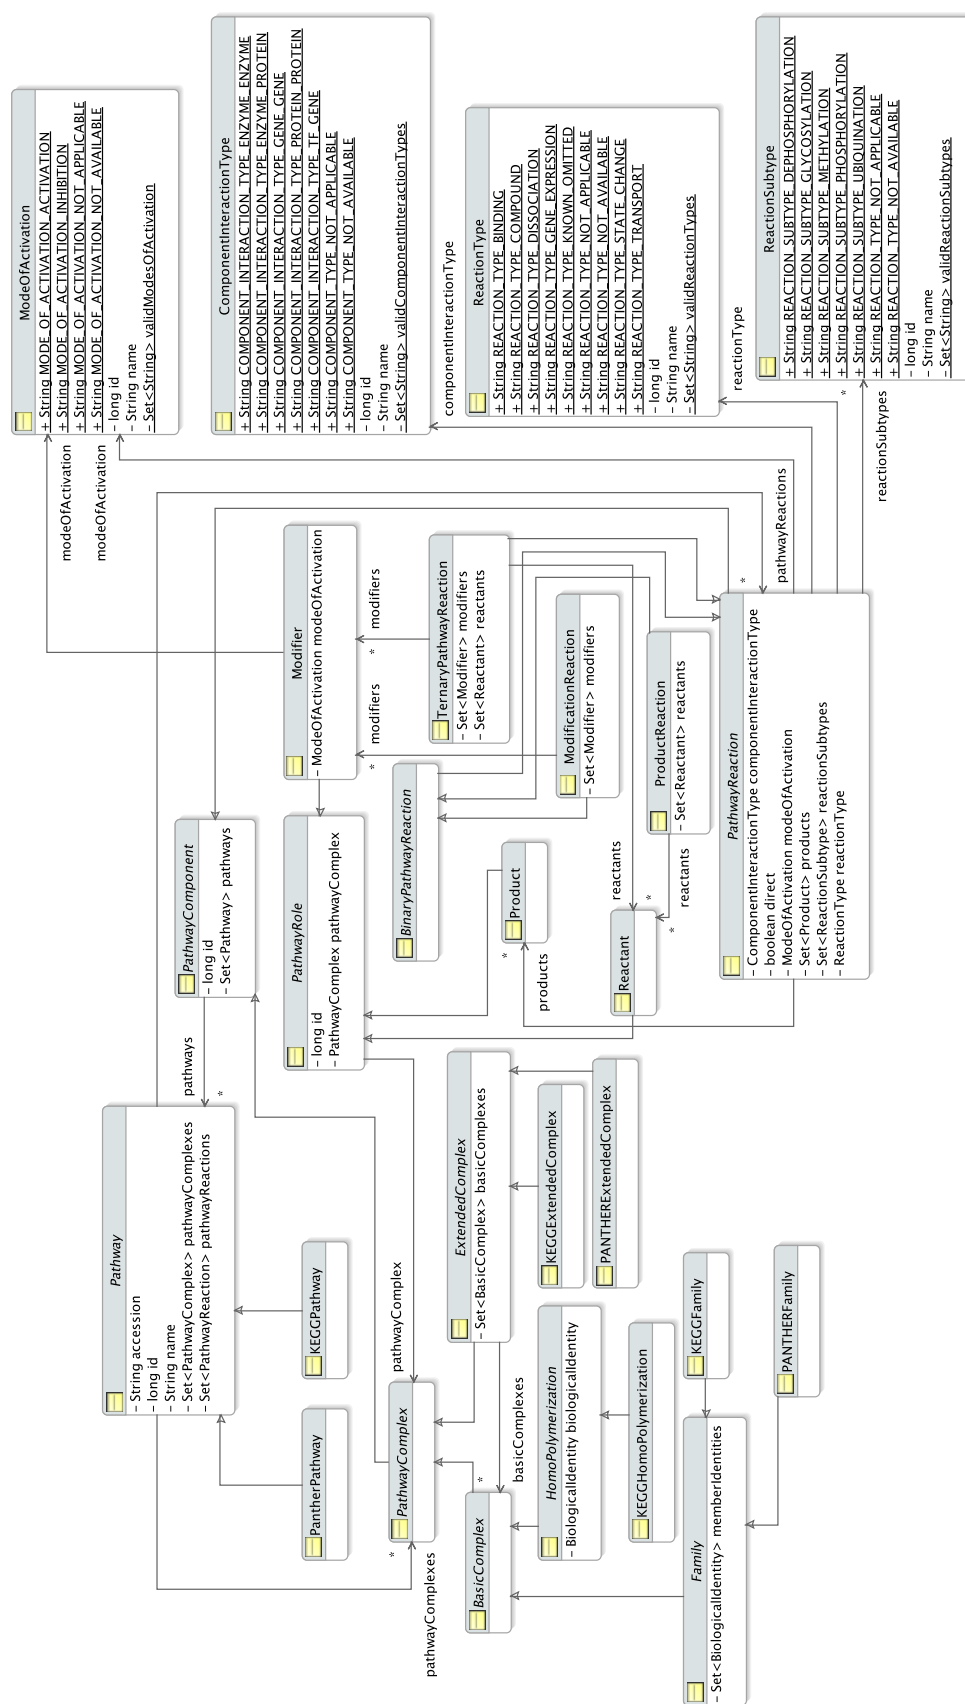 ModeOfActivation
+ String MODE_OF_ACTIVATION_ACTIVATION
+ String MODE_OF_ACTIVATION_INHIBITION
+ String MODE_OF_ACTIVATION_NOT_APPLICABLE
+ String MODE_OF_ACTIVATION_NOT_AVAILABLE
- long id
- String name
- Set<String> validModesOfActivation
ComponentInteractionType
+ String COMPONENT_INTERACTION_TYPE_ENZYME_ENZYME
+ String COMPONENT_INTERACTION_TYPE_ENZYME_PROTEIN
+ String COMPONENT_INTERACTION_TYPE_GENE_GENE
+ String COMPONENT_INTERACTION_TYPE_PROTEIN_PROTEIN
+ String COMPONENT_INTERACTION_TYPE_TF_GENE
+ String COMPONENT_TYPE_NOT_APPLICABLE
+ String COMPONENT_TYPE_NOT_AVAILABLE
- long id
- String name
- Set<String> validComponentInteractionTypes
componentInteractionType
ReactionType
+ String REACTION_TYPE_BINDING
+ String REACTION_TYPE_COMPOUND
+ String REACTION_TYPE_DISSOCIATION
+ String REACTION_TYPE_GENE_EXPRESSION
+ String REACTION_TYPE_KNOWN_OMITTED
+ String REACTION_TYPE_NOT_APPLICABLE
+ String REACTION_TYPE_NOT_AVAILABLE
+ String REACTION_TYPE_STATE_CHANGE
+ String REACTION_TYPE_TRANSPORT
- long id
- String name
- Set<String> validReactionTypes
reactionType
ReactionSubtype
+ String REACTION_SUBTYPE_DEPHOSPHORYLATION
+ String REACTION_SUBTYPE_GLYCOSYLATION
+ String REACTION_SUBTYPE_METHYLATION
+ String REACTION_SUBTYPE_PHOSPHORYLATION
+ String REACTION_SUBTYPE_UBIQUINATION
+ String REACTION_TYPE_NOT_APPLICABLE
+ String REACTION_TYPE_NOT_AVAILABLE
- long id
- String name
- Set<String> validReactionSubtypes
*
reactionSubtypes
modeOfActivation
modeOfActivation
Modifier
- ModeOfActivation modeOfActivation
modifiers
*
modifiers
*
TernaryPathwayReaction
- Set<Modifier> modifiers
- Set<Reactant> reactants
ModificationReaction
- Set<Modifier> modifiers
ProductReaction
- Set<Reactant> reactants
pathwayReactions
*
PathwayReaction
- ComponentInteractionType componentInteractionType
- boolean direct
- ModeOfActivation modeOfActivation
- Set<Product> products
- Set<ReactionSubtype> reactionSubtypes
- ReactionType reactionType
PathwayComponent
- long id
- Set<Pathway> pathways
PathwayRole
- long id
- PathwayComplex pathwayComplex
BinaryPathwayReaction
Product
*
products
Reactant
reactants
*
reactants
*
Pathway
- String accession
- long id
- String name
- Set<PathwayComplex> pathwayComplexes
- Set<PathwayReaction> pathwayReactions
pathways
*
KEGGPathway
PantherPathway
pathwayComplex
PathwayComplex
*
pathwayComplexes
ExtendedComplex
- Set<BasicComplex> basicComplexes
KEGGExtendedComplex
PANTHERExtendedComplex
basicComplexes
*
BasicComplex
HomoPolymerization
- BiologicalIdentity biologicalIdentity
KEGGHomoPolymerization
KEGGFamily
PANTHERFamily
Family
- Set<BiologicalIdentity> memberIdentities